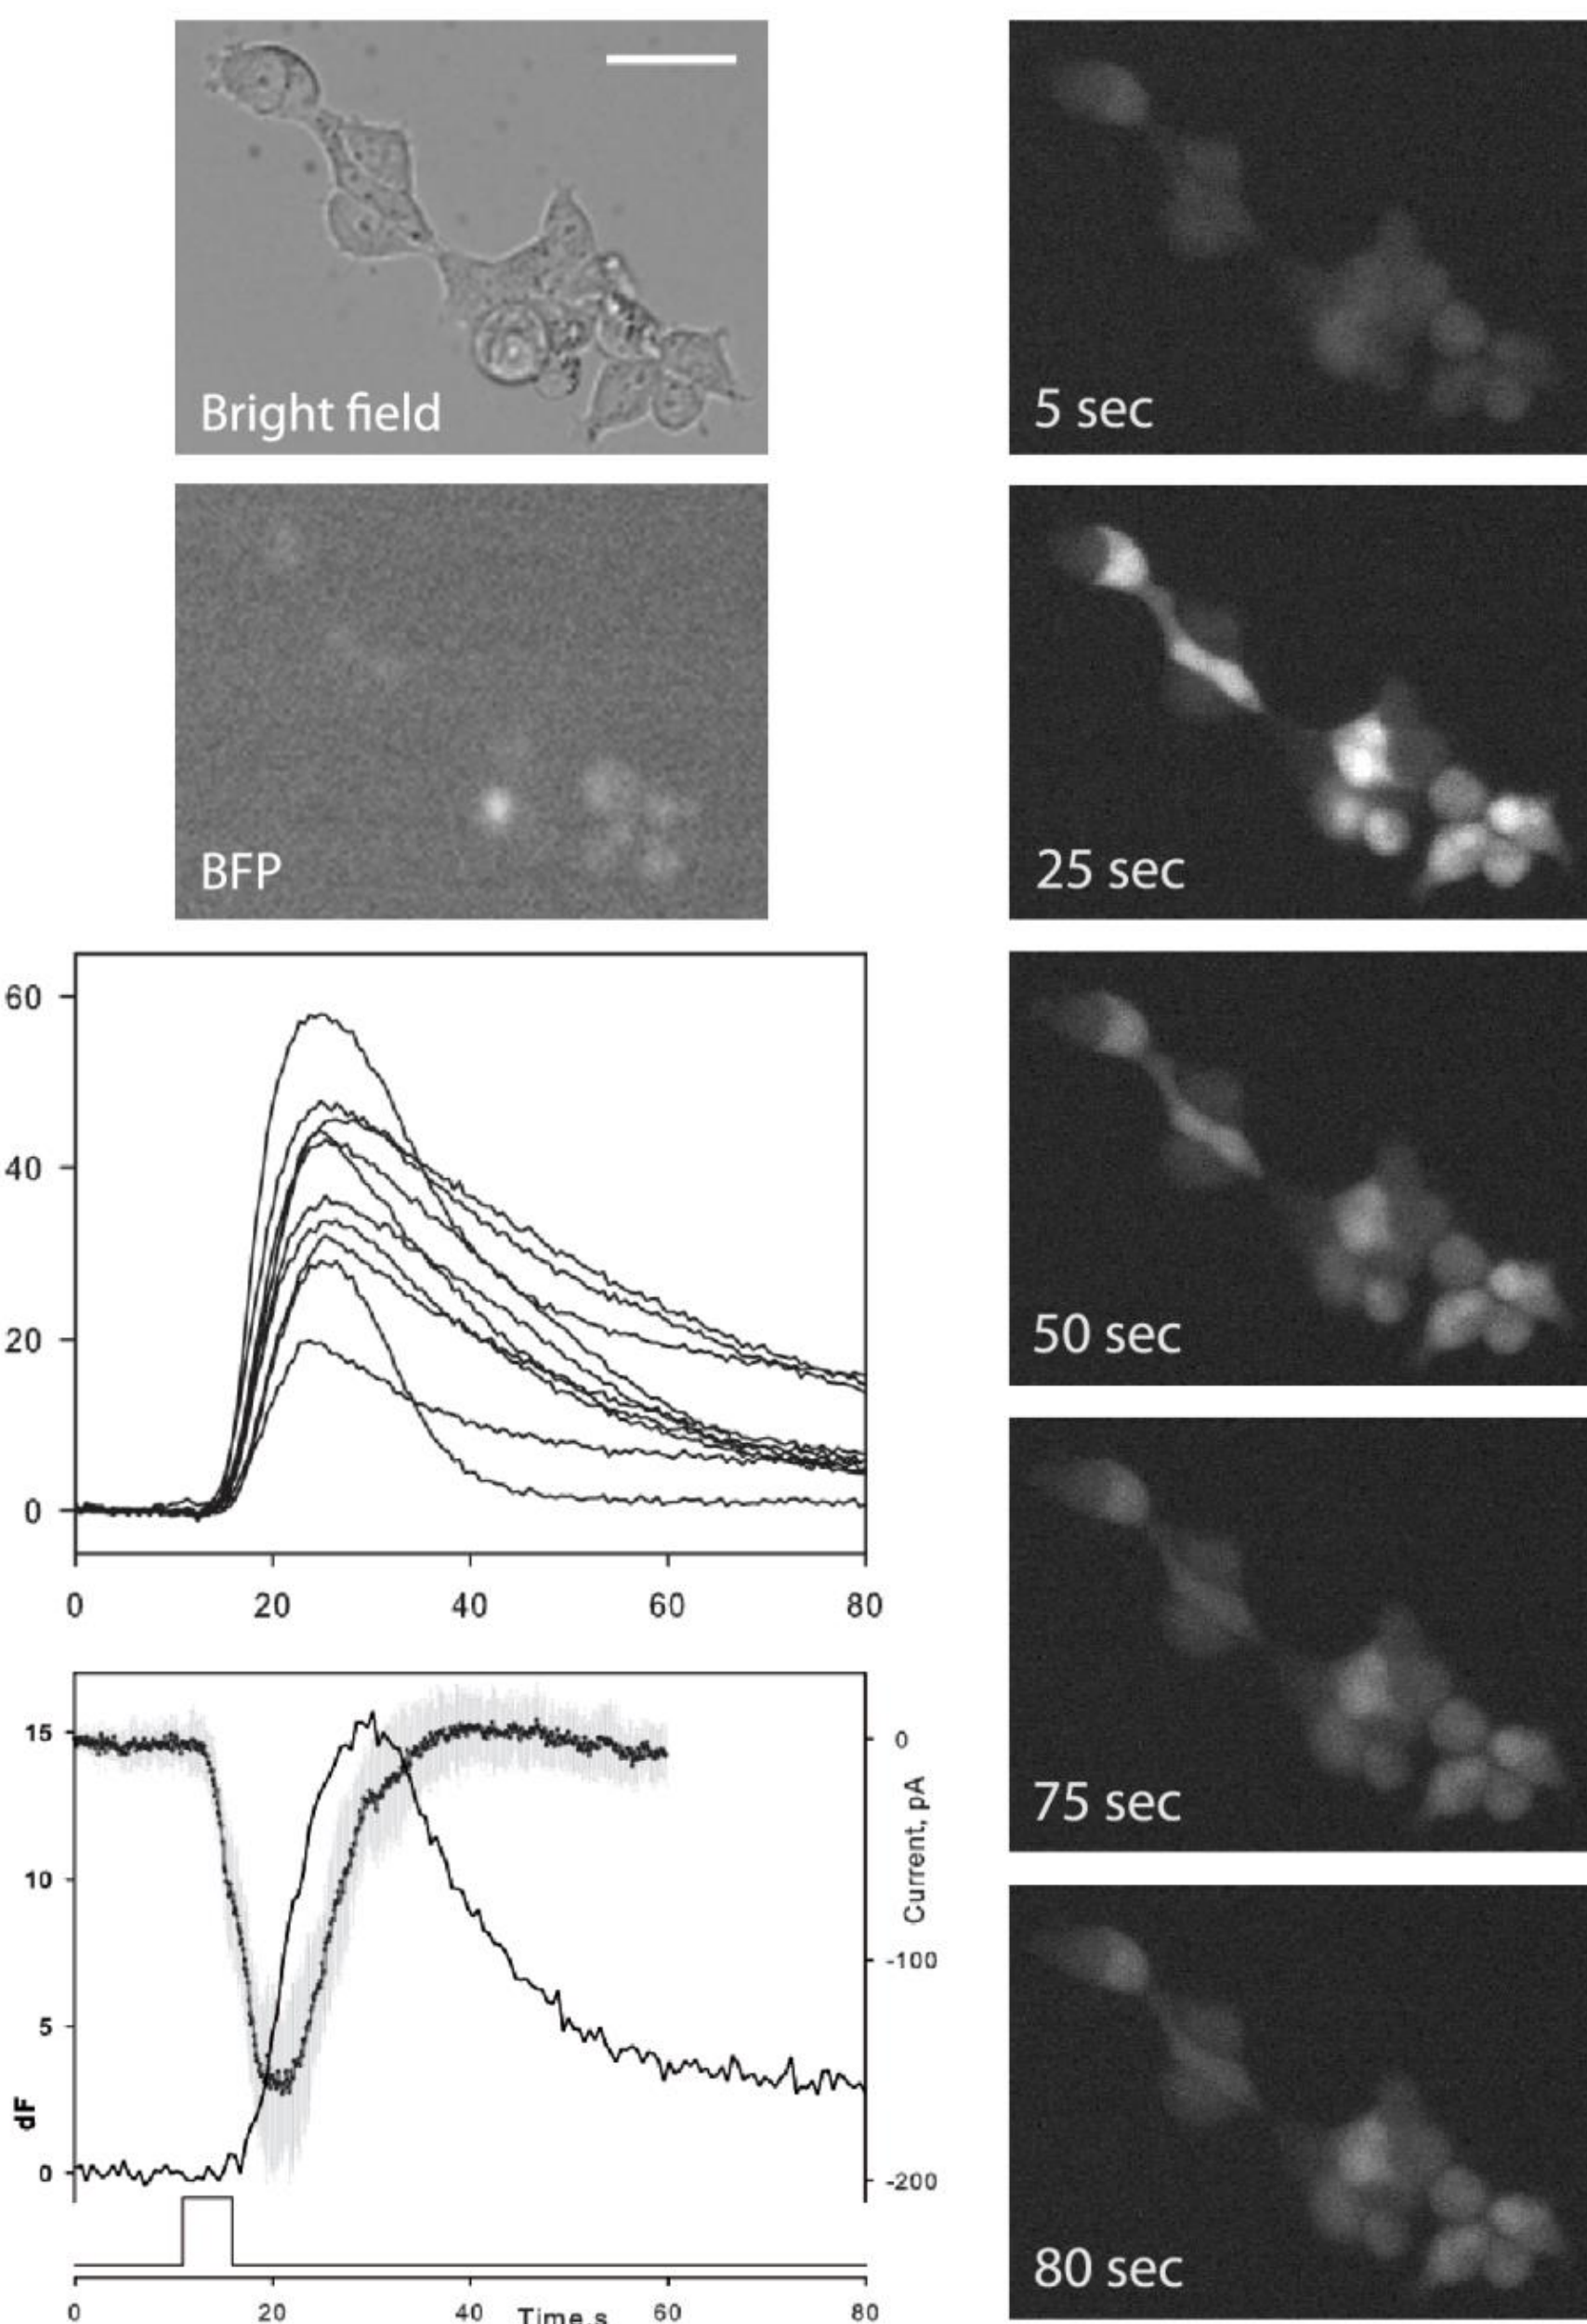 Bright field
5 sec
BFP
25 sec
60
40
20
0
0 20 40 60 80
50 sec
75 sec
15
10
5
0
dF
0
-100
-200
Current, pA
80 sec
0 20 40 60 80
Time, s